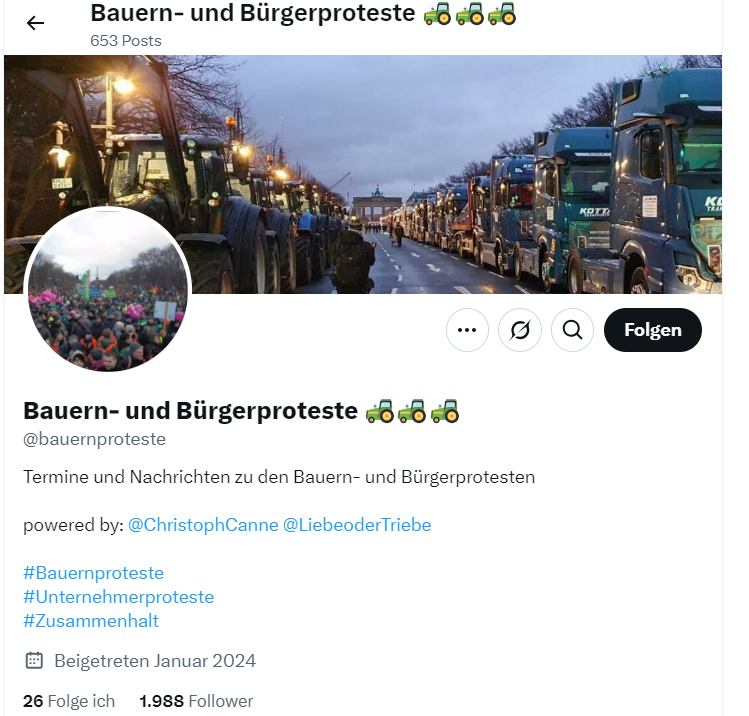 Bauern- und Bürgerproteste 🚜🚜🚜
653 Posts
Folgen
Bauern- und Bürgerproteste 🚜🚜🚜
@bauernproteste
Termine und Nachrichten zu den Bauern- und Bürgerprotesten
powered by: @ChristophCanne @LiebeoderTriebe
#Bauernproteste
#Unternehmerproteste
#Zusammenhalt
Beigetreten Januar 2024
26 Folge ich 1.988 Follower